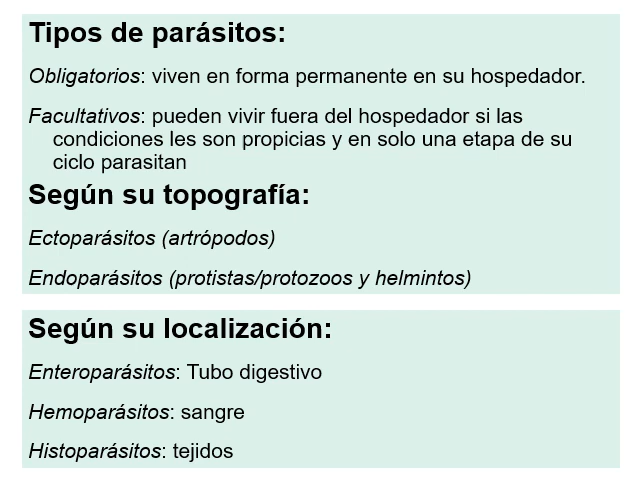 Tipos de parásitos:
Obligatorios: viven en forma permanente en su hospedador.
Facultativos: pueden vivir fuera del hospedador si las
condiciones les son propicias y en solo una etapa de su
ciclo parasitan
Según su topografía:
Ectoparásitos (artrópodos)
Endoparásitos (protistas/protozoos y helmintos)
Según su localización:
Enteroparásitos: Tubo digestivo
Hemoparásitos: sangre
Histoparásitos: tejidos